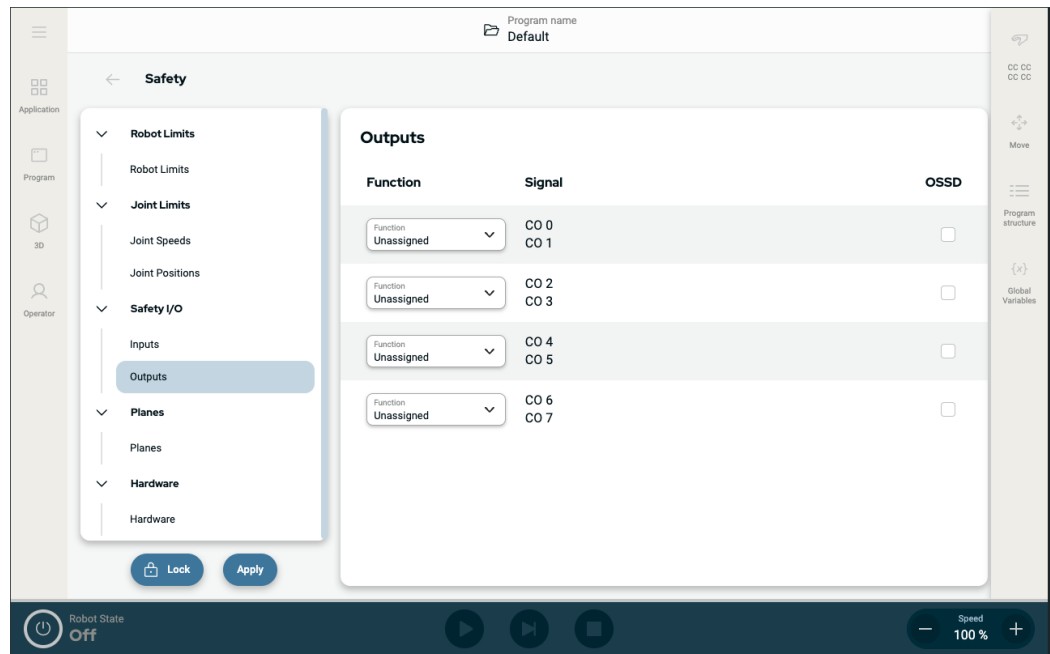 Program name
Default
Application
Program
3D
Operator
Safety
Robot Limits
Robot Limits
Joint Limits
Joint Speeds
Joint Positions
Safety I/O
Inputs
Outputs
Planes
Planes
Hardware
Hardware
Lock
Apply
Outputs
Function Signal OSSD
Function
Unassigned
CO 0
CO 1
Function
Unassigned
CO 2
CO 3
Function
Unassigned
CO 4
CO 5
Function
Unassigned
CO 6
CO 7
CC CC
CC CC
Move
Program
structure
{x}
Global
Variables
Robot State
Off
Speed
100 %